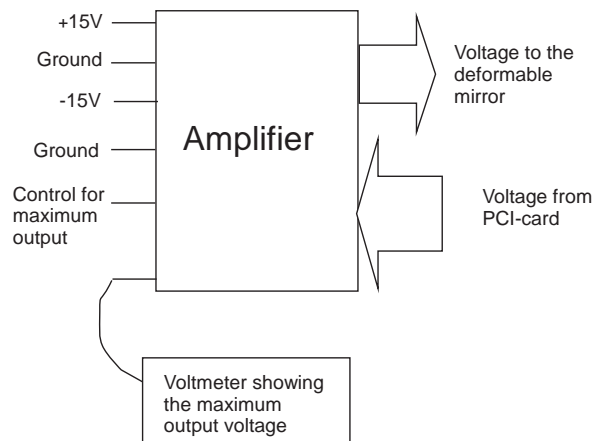 +15V
Ground
-15V
Ground
Control for
maximum
output
Amplifier
Voltage to the
deformable
mirror
Voltage from
PCI-card
Voltmeter showing
the maximum
output voltage